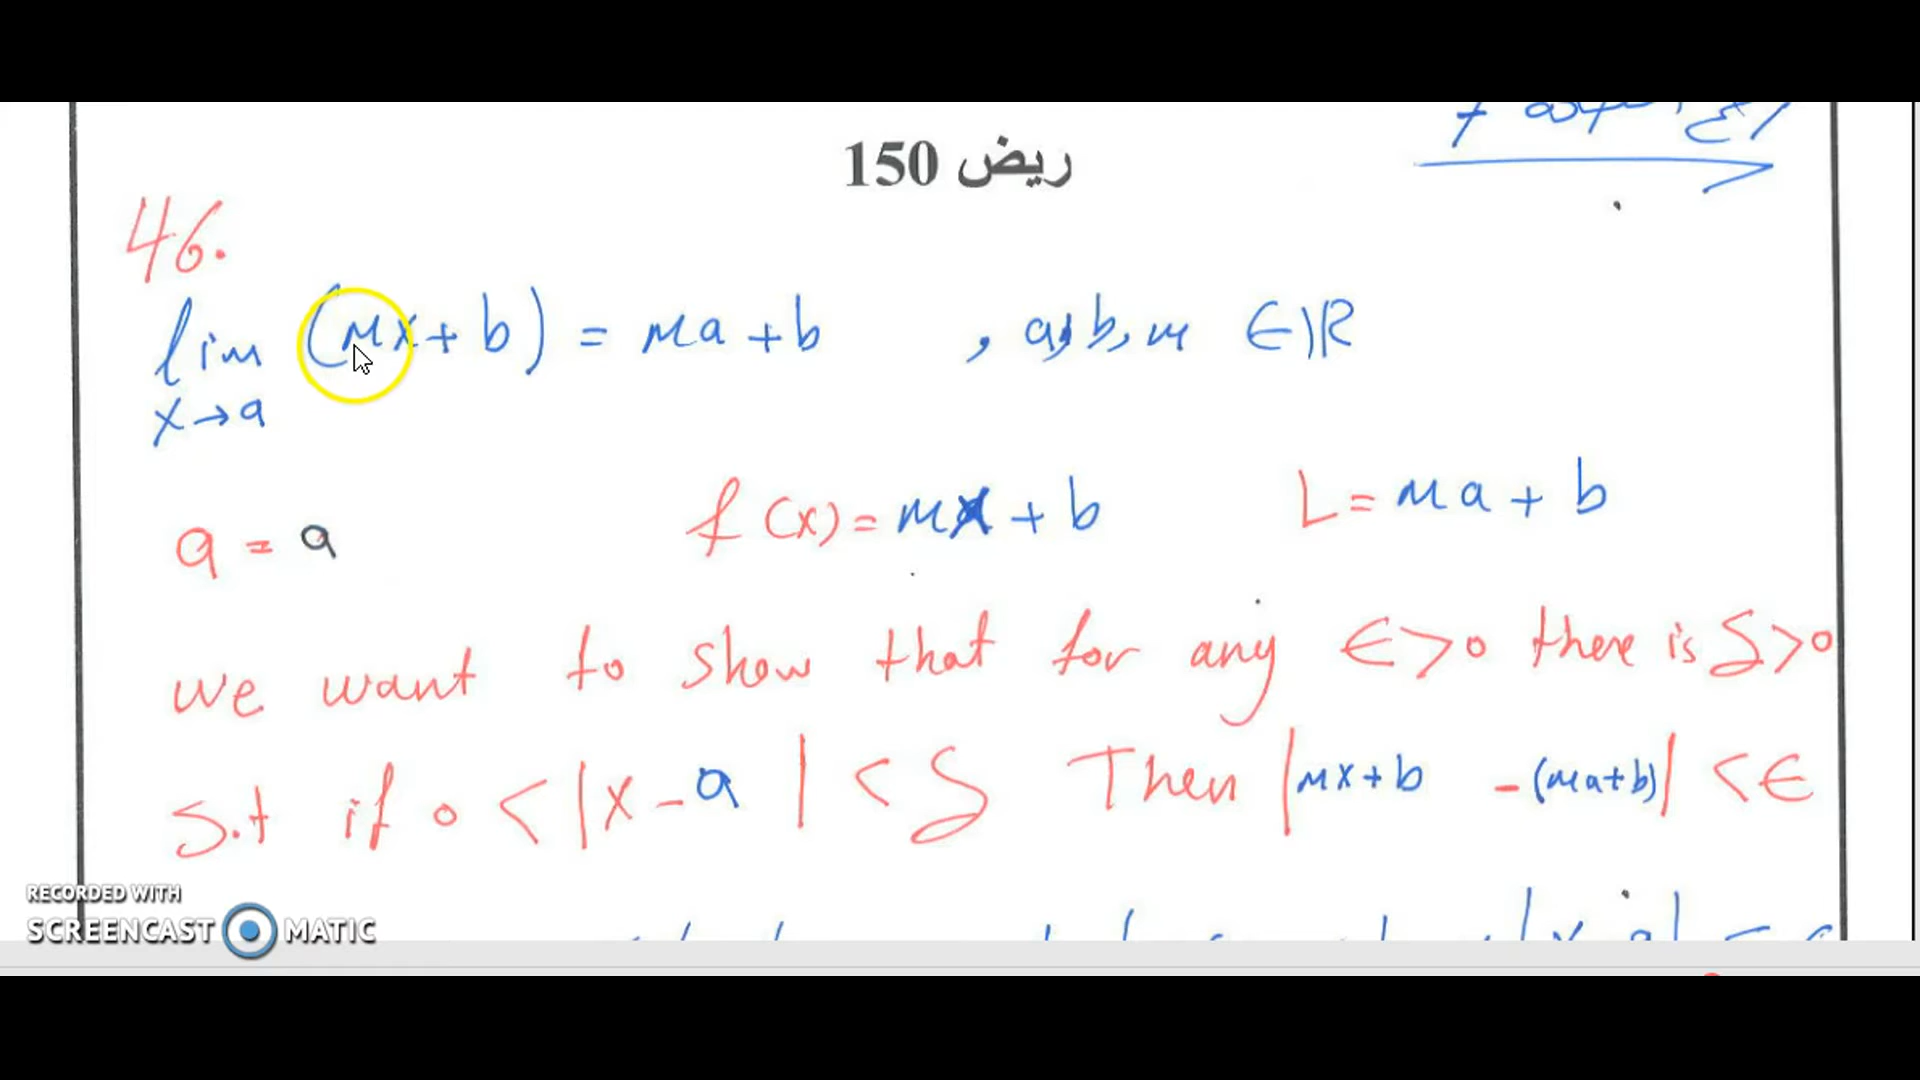 ريض 150
46.
lim (mx + b) = ma + b , a, b, m ∈ ℝ
x → a
a = a f(x) = mx + b L = ma + b
we want to show that for any ∈ > 0 there is δ > 0
s.t if 0 < |x - a| < δ Then |mx + b - (ma + b)| < ∈
RECORDED WITH
SCREENCAST MATIC